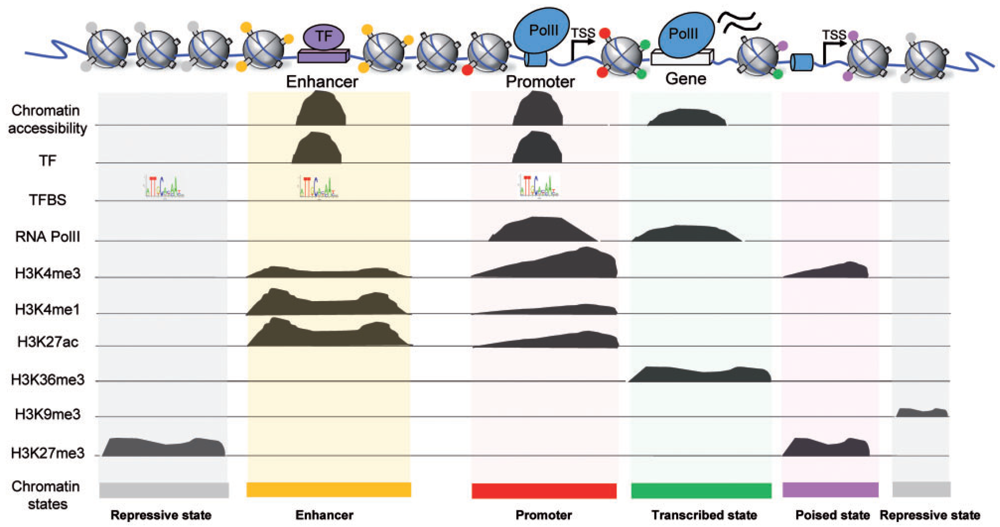 TF
PolII
TSS
PolII
TSS
Enhancer
Promoter
Gene
Chromatin
accessibility
TF
TFBS
RNA PolII
H3K4me3
H3K4me1
H3K27ac
H3K36me3
H3K9me3
H3K27me3
Chromatin
states
Repressive state
Enhancer
Promoter
Transcribed state
Poised state
Repressive state